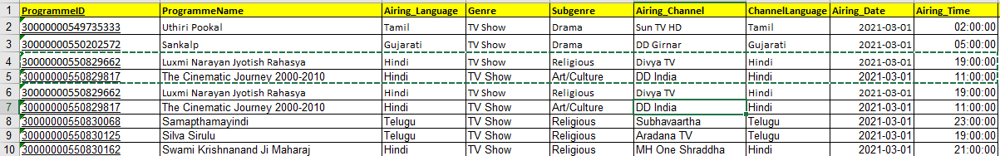 1 ProgrammeID ProgrammeName Airing_Language Genre Subgenre Airing_Channel ChannelLanguage Airing_Date Airing_Time
2 30000000549735333 Uthiri Pookal Tamil TV Show Drama Sun TV HD Tamil 2021-03-01 02:00:00
3 30000000550202572 Sankalp Gujarati TV Show Drama DD Girnar Gujarati 2021-03-01 05:00:00
4 30000000550829662 Luxmi Narayan Jyotish Rahasya Hindi TV Show Religious Divya TV Hindi 2021-03-01 19:00:00
5 30000000550829817 The Cinematic Journey 2000-2010 Hindi TV Show Art/Culture DD India Hindi 2021-03-01 11:00:00
6 30000000550829662 Luxmi Narayan Jyotish Rahasya Hindi TV Show Religious Divya TV Hindi 2021-03-01 19:00:00
7 30000000550829817 The Cinematic Journey 2000-2010 Hindi TV Show Art/Culture DD India Hindi 2021-03-01 11:00:00
8 30000000550830068 Samapthamayindi Telugu TV Show Religious Subhavaartha Telugu 2021-03-01 23:00:00
9 30000000550830125 Silva Sirulu Telugu TV Show Religious Aradana TV Telugu 2021-03-01 19:00:00
10 30000000550830162 Swami Krishnanand Ji Maharaj Hindi TV Show Religious MH One Shraddha Hindi 2021-03-01 21:00:00